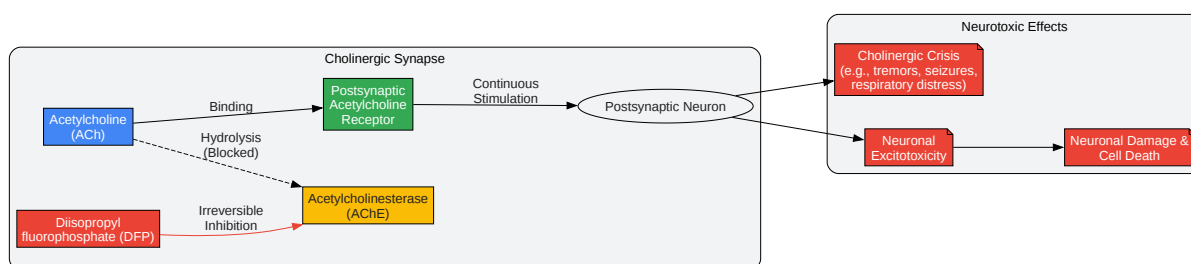 Cholinergic Synapse
Acetylcholine
(ACh)
Binding
Hydrolysis
(Blocked)
Postsynaptic
Acetylcholine
Receptor
Continuous
Stimulation
Postsynaptic Neuron
Diisopropyl
fluorophosphate (DFP)
Irreversible
Inhibition
Acetylcholinesterase
(AChE)
Neurotoxic Effects
Cholinergic Crisis
(e.g., tremors, seizures,
respiratory distress)
Neuronal
Excitotoxicity
Neuronal Damage &
Cell Death